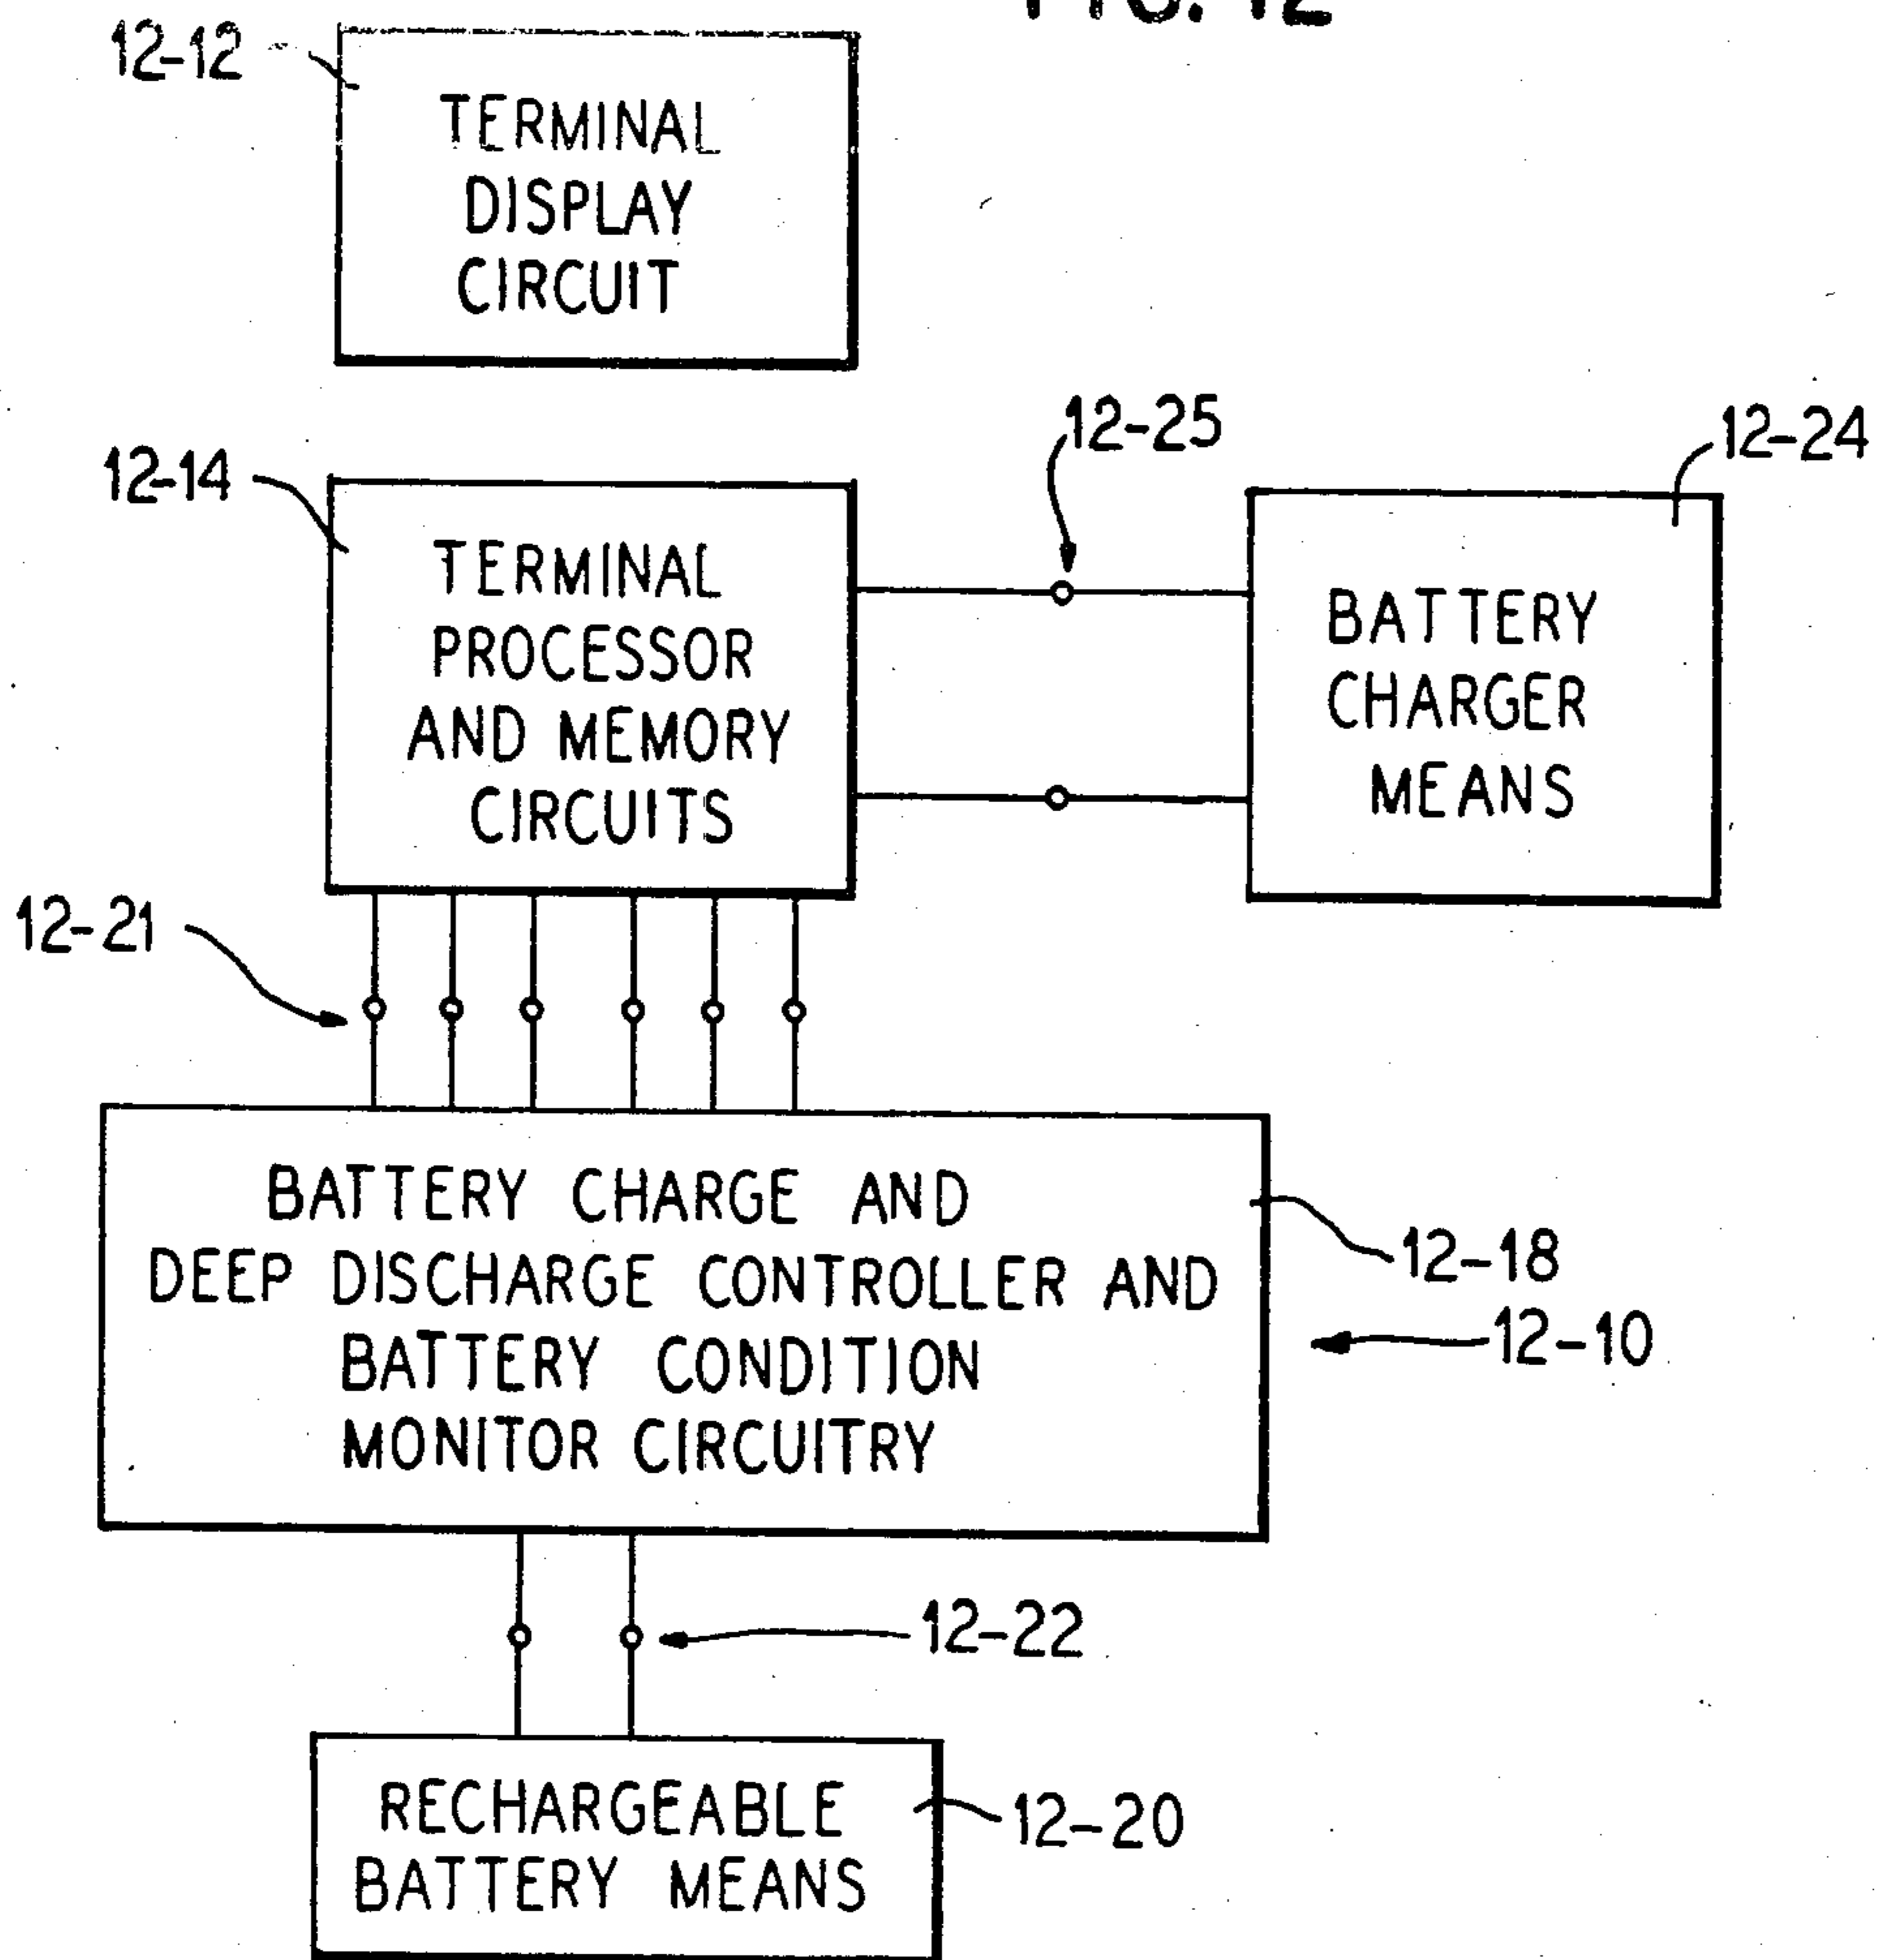 FIG. 12
12-12
TERMINAL
DISPLAY
CIRCUIT
12-14
TERMINAL
PROCESSOR
AND MEMORY
CIRCUITS
12-25
12-24
BATTERY
CHARGER
MEANS
12-21
BATTERY CHARGE AND
DEEP DISCHARGE CONTROLLER AND
BATTERY CONDITION
MONITOR CIRCUITRY
12-18
12-10
12-22
RECHARGEABLE
BATTERY MEANS
12-20